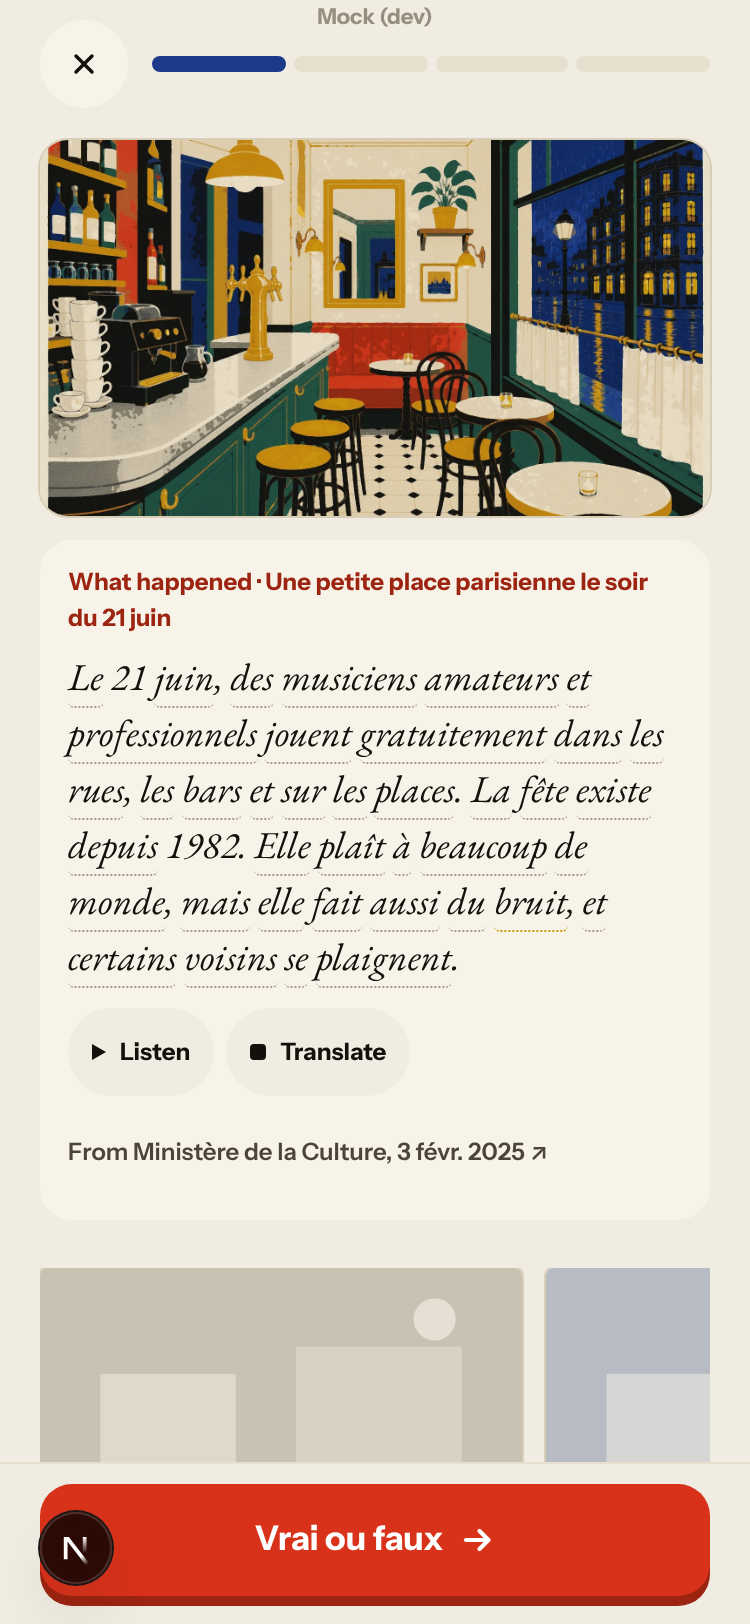 Mock (dev)
What happened · Une petite place parisienne le soir
du 21 juin
Le 21 juin, des musiciens amateurs et
professionnels jouent gratuitement dans les
rues, les bars et sur les places. La fête existe
depuis 1982. Elle plaît à beaucoup de
monde, mais elle fait aussi du bruit, et
certains voisins se plaignent.
Listen
Translate
From Ministère de la Culture, 3 févr. 2025 ↗
Vrai ou faux →
N